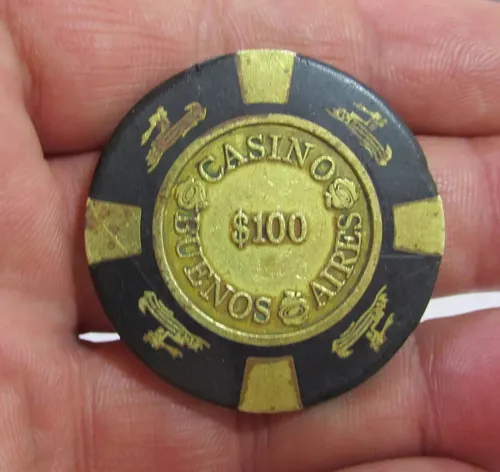 CASINO
$100
BUENOS AIRES